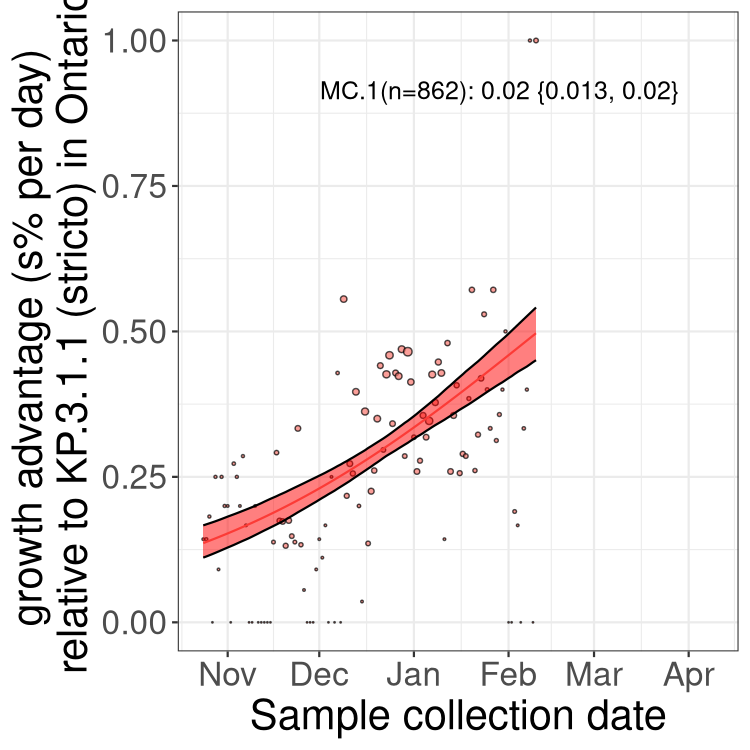 growth advantage (s% per day)
relative to KP.3.1.1 (stricto) in Ontario
1.00
0.75
0.50
0.25
0.00
MC.1(n=862): 0.02 {0.013, 0.02}
Nov Dec Jan Feb Mar Apr
Sample collection date